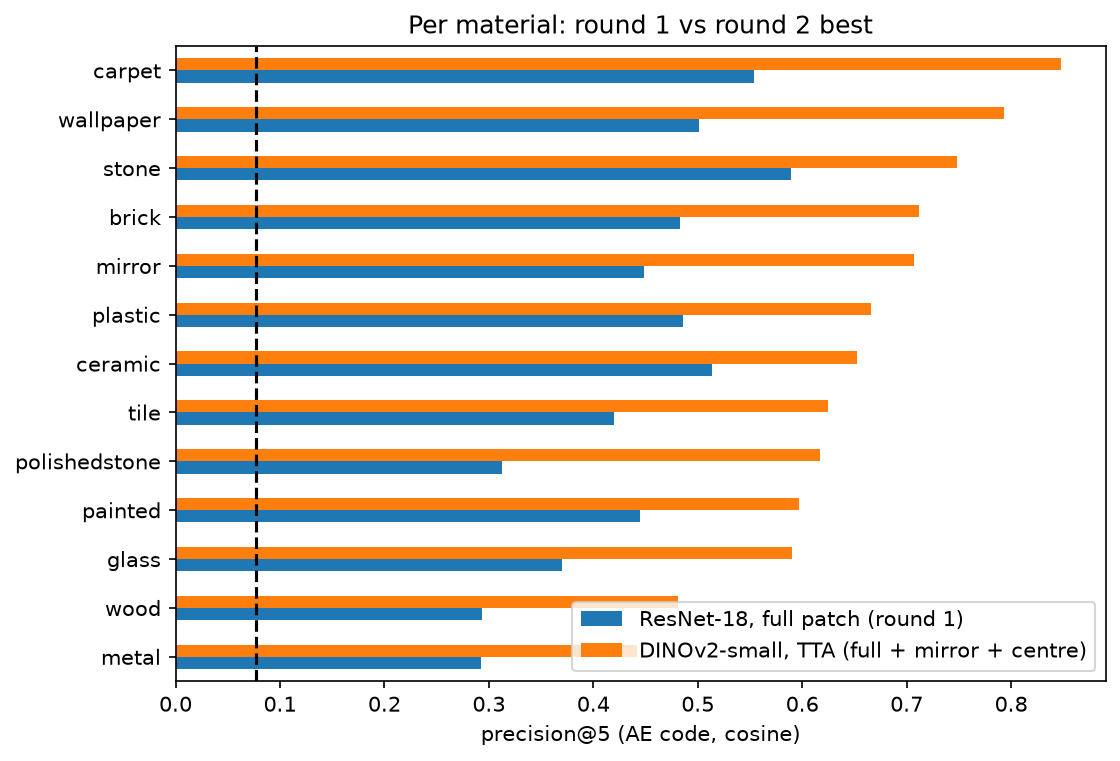 Per material: round 1 vs round 2 best
carpet
wallpaper
stone
brick
mirror
plastic
ceramic
tile
polishedstone
painted
glass
wood
metal
ResNet-18, full patch (round 1)
DINOv2-small, TTA (full + mirror + centre)
0.0 0.1 0.2 0.3 0.4 0.5 0.6 0.7 0.8
precision@5 (AE code, cosine)